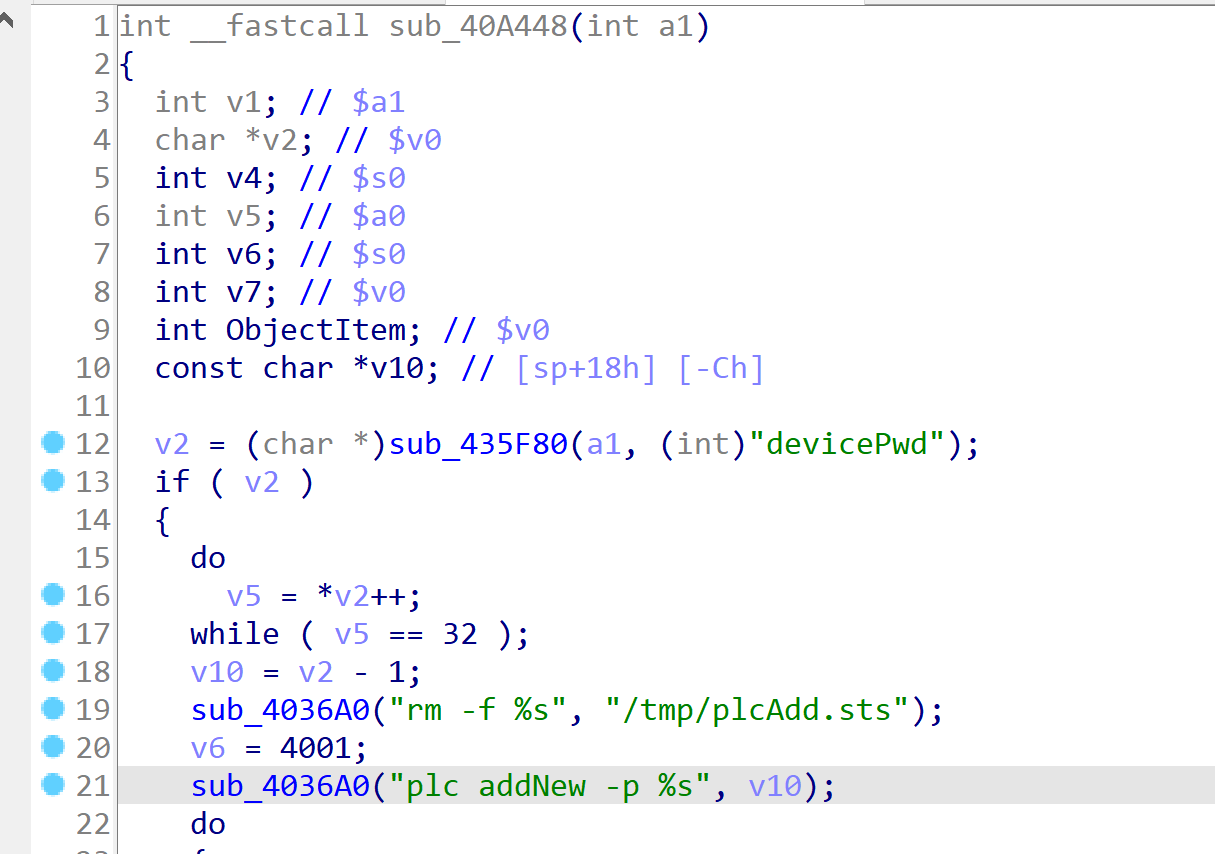 1 int __fastcall sub_40A448(int a1)
2 {
3   int v1; // $a1
4   char *v2; // $v0
5   int v4; // $s0
6   int v5; // $a0
7   int v6; // $s0
8   int v7; // $v0
9   int ObjectItem; // $v0
10   const char *v10; // [sp+18h] [-Ch]
11
12   v2 = (char *)sub_435F80(a1, (int)"devicePwd");
13   if ( v2 )
14   {
15     do
16       v5 = *v2++;
17     while ( v5 == 32 );
18     v10 = v2 - 1;
19     sub_4036A0("rm -f %s", "/tmp/plcAdd.sts");
20     v6 = 4001;
21     sub_4036A0("plc addNew -p %s", v10);
22     do